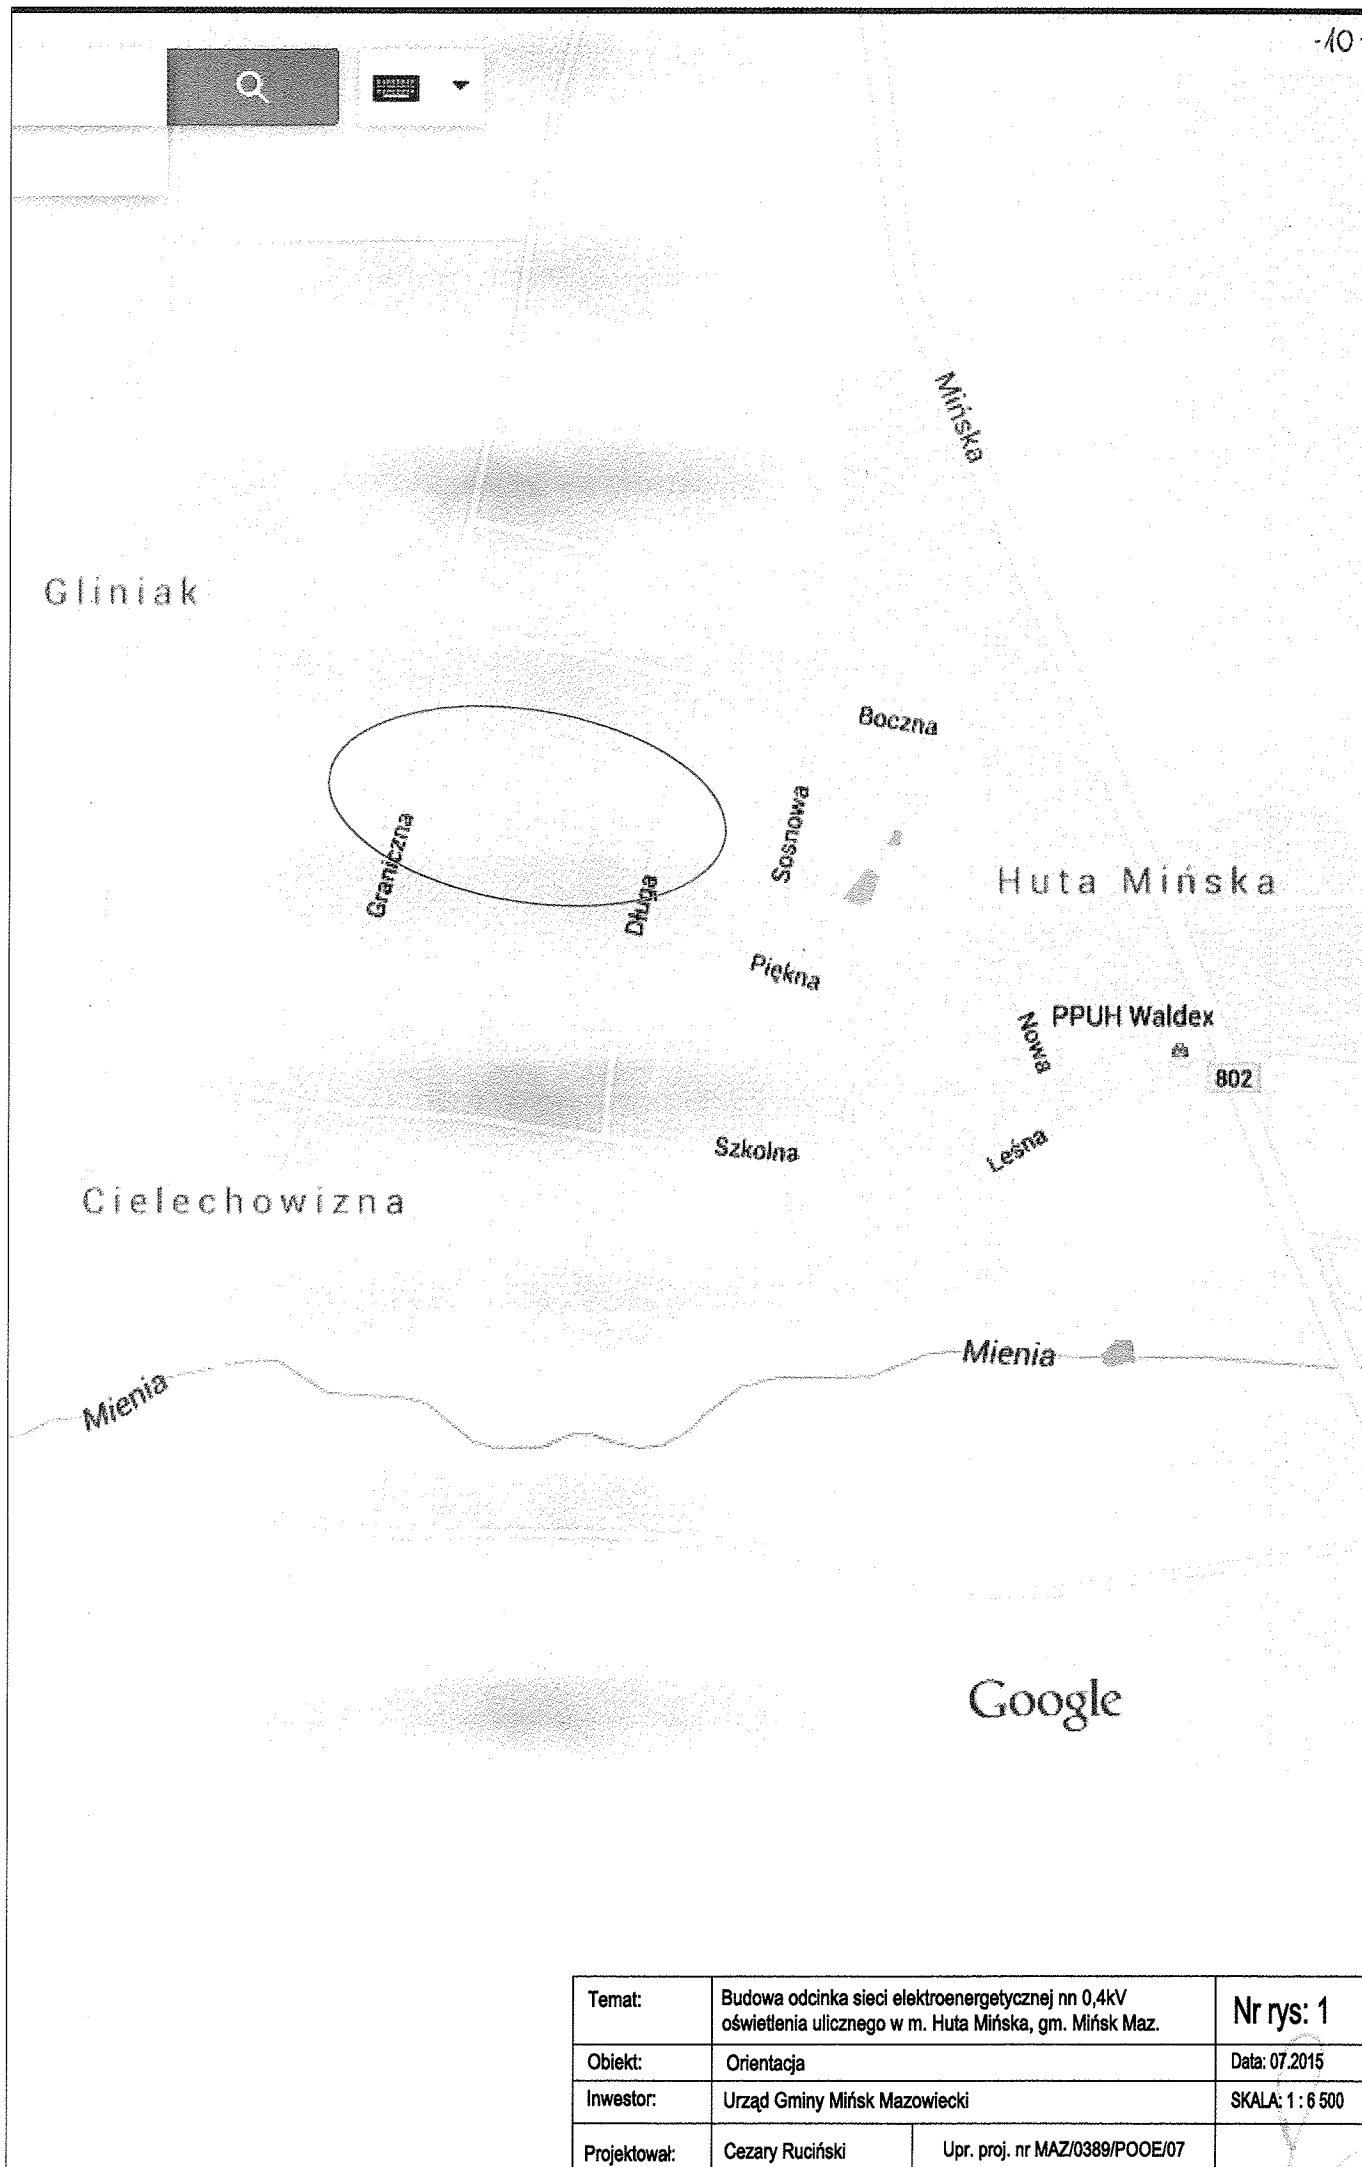 -10-
Mińska
Gliniak
Boczna
Sosnowa
Graniczna
Długa
Huta Mińska
Piękna
PPUH Waldex
Nowa
802
Szkolna
Leśna
Cielechowizna
Mienia
Mienia
Google
Temat:
Budowa odcinka sieci elektroenergetycznej nn 0,4kV
oświetlenia ulicznego w m. Huta Mińska, gm. Mińsk Maz.
Nr rys: 1
Obiekt:
Orientacja
Data: 07.2015
Inwestor:
Urząd Gminy Mińsk Mazowiecki
SKALA: 1 : 6 500
Projektował:
Cezary Ruciński
Upr. proj. nr MAZ/0389/POOE/07